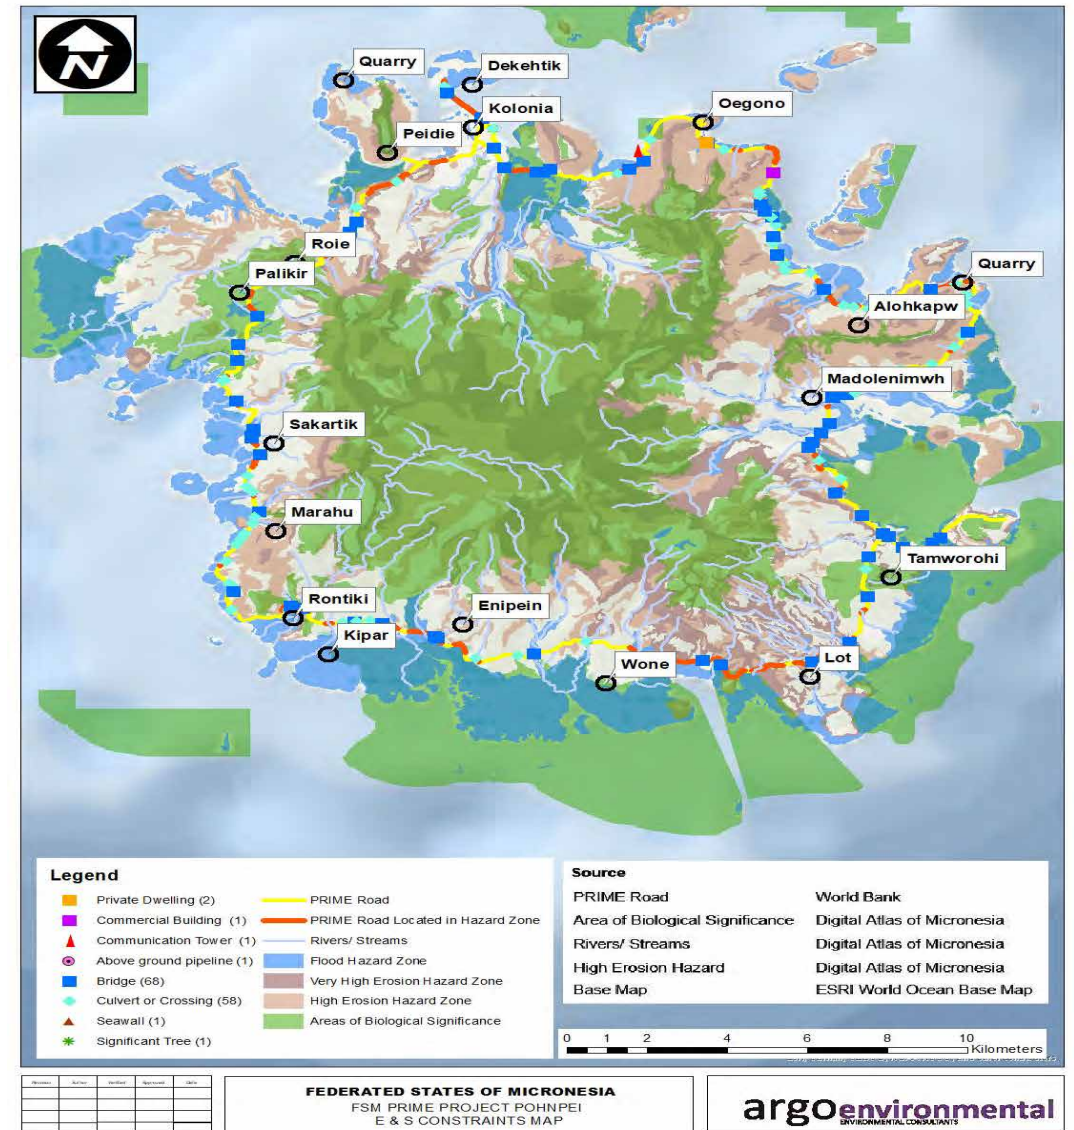 N
Quarry
Dekehtik
Kolonia
Oegono
Peidie
Roie
Palikir
Quarry
Alohkapw
Madolenimwh
Sakartik
Marahu
Tamworohi
Rontiki
Enipein
Kipar
Wone
Lot
Legend
Private Dwelling (2)
Commercial Building (1)
Communication Tower (1)
Above ground pipeline (1)
Bridge (68)
Culvert or Crossing (58)
Seawall (1)
Significant Tree (1)
PRIME Road
PRIME Road Located in Hazard Zone
Rivers/ Streams
Flood Hazard Zone
Very High Erosion Hazard Zone
High Erosion Hazard Zone
Areas of Biological Significance
Source
PRIME Road World Bank
Area of Biological Significance Digital Atlas of Micronesia
Rivers/ Streams Digital Atlas of Micronesia
High Erosion Hazard Digital Atlas of Micronesia
Base Map ESRI World Ocean Base Map
0 1 2 4 6 8 10
Kilometers
FEDERATED STATES OF MICRONESIA
FSM PRIME PROJECT POHNPEI
E & S CONSTRAINTS MAP
argoenvironmental
ENVIRONMENTAL CONSULTANTS